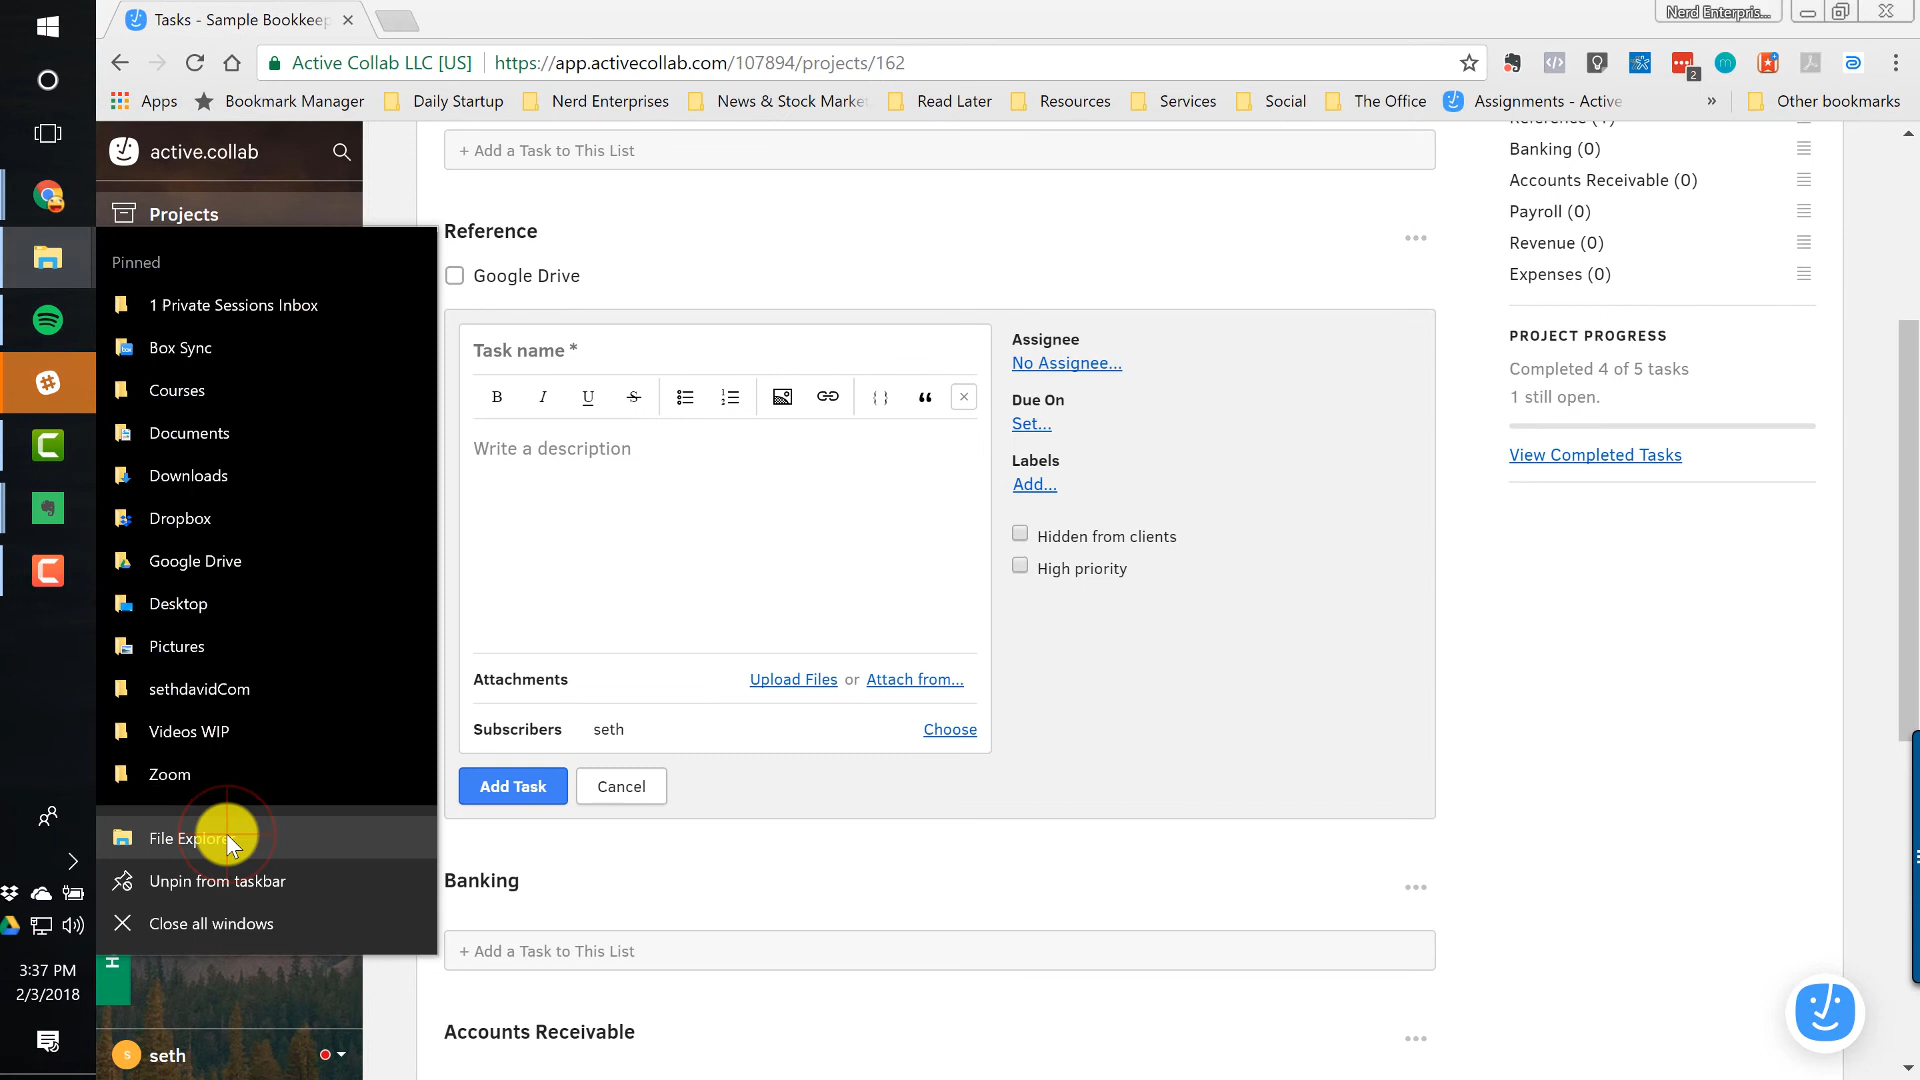 Tasks - Sample Bookkeep
Nerd Enterpris...
Active Collab LLC [US]
https://app.activecollab.com/107894/projects/162
2
Apps
Bookmark Manager
Daily Startup
Nerd Enterprises
News & Stock Marke
Read Later
Resources
Services
Social
The Office
Assignments - Active
»
Other bookmarks
active.collab
Projects
Pinned
1 Private Sessions Inbox
Box Sync
Courses
Documents
Downloads
Dropbox
Google Drive
Desktop
Pictures
sethdavidCom
Videos WIP
Zoom
File Explorer
Unpin from taskbar
Close all windows
3:37 PM
2/3/2018
H
S
seth
+ Add a Task to This List
Reference
Google Drive
Task name *
B I U S
Write a description
Attachments
Upload Files or Attach from...
Subscribers
seth
Choose
Add Task
Cancel
Assignee
No Assignee...
Due On
Set...
Labels
Add...
Hidden from clients
High priority
Banking
+ Add a Task to This List
Accounts Receivable
Banking (0)
Accounts Receivable (0)
Payroll (0)
Revenue (0)
Expenses (0)
PROJECT PROGRESS
Completed 4 of 5 tasks
1 still open.
View Completed Tasks